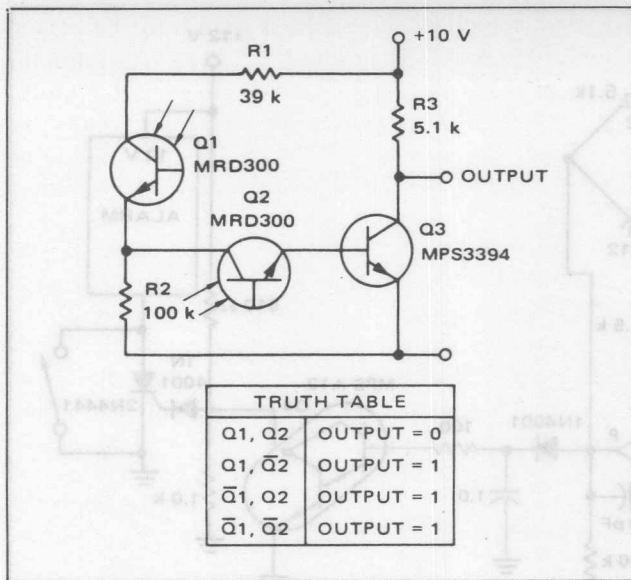 +10 V
R1
39 k
R3
5.1 k
Q1
MRD300
OUTPUT
Q2
MRD300
Q3
MPS3394
R2
100 k
TRUTH TABLE
Q1, Q2 OUTPUT = 0
Q1, Q̅2 OUTPUT = 1
Q̅1, Q2 OUTPUT = 1
Q̅1, Q̅2 OUTPUT = 1